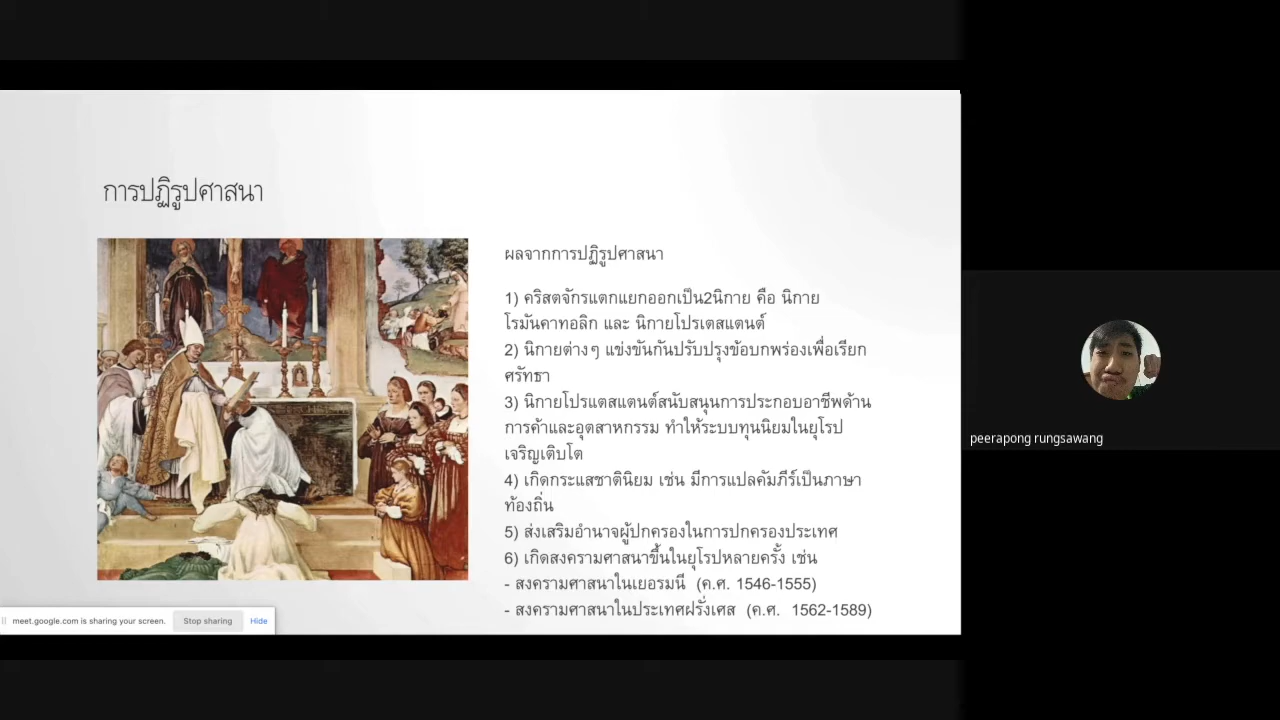 การปฏิรูปศาสนา
ผลจากการปฏิรูปศาสนา
1) คริสตจักรแตกแยกออกเป็น2นิกาย คือ นิกาย
โรมันคาทอลิก และ นิกายโปรเตสแตนต์
2) นิกายต่างๆ แข่งขันกันปรับปรุงข้อบกพร่องเพื่อเรียก
ศรัทธา
3) นิกายโปรแตสแตนต์สนับสนุนการประกอบอาชีพด้าน
การค้าและอุตสาหกรรม ทำให้ระบบทุนนิยมในยุโรป
เจริญเติบโต
4) เกิดกระแสชาตินิยม เช่น มีการแปลคัมภีร์เป็นภาษา
ท้องถิ่น
5) ส่งเสริมอำนาจผู้ปกครองในการปกครองประเทศ
6) เกิดสงครามศาสนาขึ้นในยุโรปหลายครั้ง เช่น
- สงครามศาสนาในเยอรมนี (ค.ศ. 1546-1555)
- สงครามศาสนาในประเทศฝรั่งเศส (ค.ศ. 1562-1589)
meet.google.com is sharing your screen. Stop sharing Hide
peerapong rungsawang